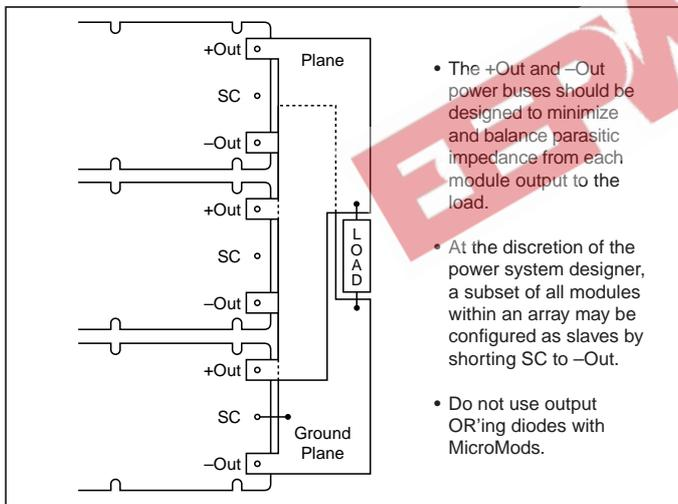 +Out
Plane
SC
–Out
+Out
SC
–Out
+Out
SC
Ground
Plane
–Out
LOAD
• The +Out and –Out
power buses should be
designed to minimize
and balance parasitic
impedance from each
module output to the
load.
• At the discretion of the
power system designer,
a subset of all modules
within an array may be
configured as slaves by
shorting SC to –Out.
• Do not use output
OR'ing diodes with
MicroMods.